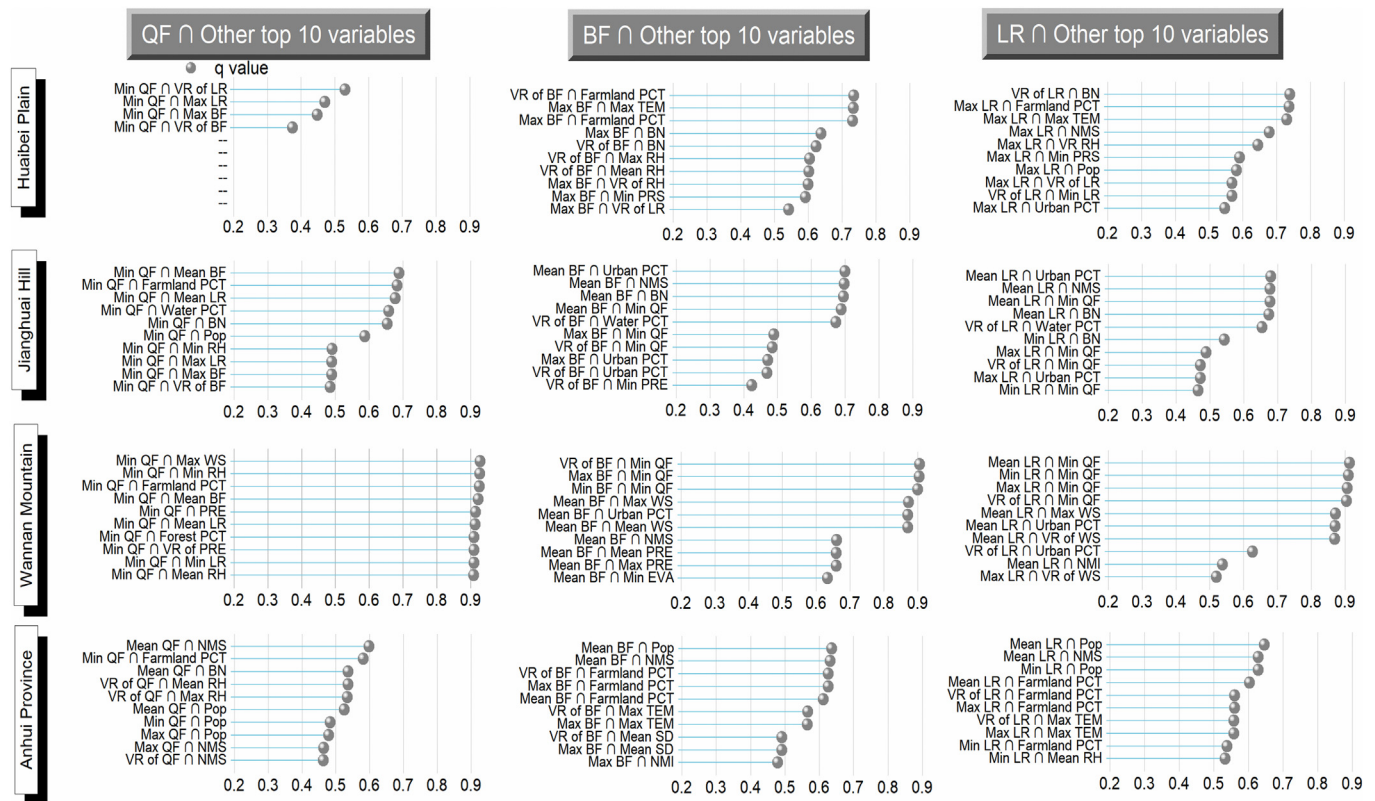 QF ∩ Other top 10 variables
BF ∩ Other top 10 variables
LR ∩ Other top 10 variables
q value
Huaibei Plain
Min QF ∩ VR of LR
Min QF ∩ Max LR
Min QF ∩ Max BF
Min QF ∩ VR of BF
--
--
--
--
--
--
0.2 0.3 0.4 0.5 0.6 0.7 0.8 0.9
VR of BF ∩ Farmland PCT
Max BF ∩ Max TEM
Max BF ∩ Farmland PCT
Max BF ∩ BN
VR of BF ∩ BN
VR of BF ∩ Max RH
VR of BF ∩ Mean RH
Max BF ∩ VR of RH
Max BF ∩ Min PRS
Max BF ∩ VR of LR
0.2 0.3 0.4 0.5 0.6 0.7 0.8 0.9
VR of LR ∩ BN
Max LR ∩ Farmland PCT
Max LR ∩ Max TEM
Max LR ∩ NMS
Max LR ∩ VR RH
Max LR ∩ Min PRS
Max LR ∩ Pop
Max LR ∩ VR of LR
VR of LR ∩ Min LR
Max LR ∩ Urban PCT
0.2 0.3 0.4 0.5 0.6 0.7 0.8 0.9
Jianghuai Hill
Min QF ∩ Mean BF
Min QF ∩ Farmland PCT
Min QF ∩ Mean LR
Min QF ∩ Water PCT
Min QF ∩ BN
Min QF ∩ Pop
Min QF ∩ Min RH
Min QF ∩ Max LR
Min QF ∩ Max BF
Min QF ∩ VR of BF
0.2 0.3 0.4 0.5 0.6 0.7 0.8 0.9
Mean BF ∩ Urban PCT
Mean BF ∩ NMS
Mean BF ∩ BN
Mean BF ∩ Min QF
VR of BF ∩ Water PCT
Max BF ∩ Min QF
VR of BF ∩ Min QF
Max BF ∩ Urban PCT
VR of BF ∩ Urban PCT
VR of BF ∩ Min PRE
0.2 0.3 0.4 0.5 0.6 0.7 0.8 0.9
Mean LR ∩ Urban PCT
Mean LR ∩ NMS
Mean LR ∩ Min QF
Mean LR ∩ BN
VR of LR ∩ Water PCT
Min LR ∩ BN
Max LR ∩ Min QF
VR of LR ∩ Min QF
Max LR ∩ Urban PCT
Min LR ∩ Min QF
0.2 0.3 0.4 0.5 0.6 0.7 0.8 0.9
Wannan Mountain
Min QF ∩ Max WS
Min QF ∩ Min RH
Min QF ∩ Farmland PCT
Min QF ∩ Mean BF
Min QF ∩ PRE
Min QF ∩ Mean LR
Min QF ∩ Forest PCT
Min QF ∩ VR of PRE
Min QF ∩ Min LR
Min QF ∩ Mean RH
0.2 0.3 0.4 0.5 0.6 0.7 0.8 0.9
VR of BF ∩ Min QF
Max BF ∩ Min QF
Min BF ∩ Min QF
Mean BF ∩ Max WS
Mean BF ∩ Urban PCT
Mean BF ∩ Mean WS
Mean BF ∩ NMS
Mean BF ∩ Mean PRE
Mean BF ∩ Max PRE
Mean BF ∩ Min EVA
0.2 0.3 0.4 0.5 0.6 0.7 0.8 0.9
Mean LR ∩ Min QF
Min LR ∩ Min QF
Max LR ∩ Min QF
VR of LR ∩ Min QF
Mean LR ∩ Max WS
Mean LR ∩ Urban PCT
Mean LR ∩ VR of WS
VR of LR ∩ Urban PCT
Mean LR ∩ NMI
Max LR ∩ VR of WS
0.2 0.3 0.4 0.5 0.6 0.7 0.8 0.9
Anhui Province
Mean QF ∩ NMS
Min QF ∩ Farmland PCT
Mean QF ∩ BN
VR of QF ∩ Mean RH
VR of QF ∩ Max RH
Mean QF ∩ Pop
Min QF ∩ Pop
Max QF ∩ Pop
Max QF ∩ NMS
VR of QF ∩ NMS
0.2 0.3 0.4 0.5 0.6 0.7 0.8 0.9
Mean BF ∩ Pop
Mean BF ∩ NMS
VR of BF ∩ Farmland PCT
Max BF ∩ Farmland PCT
Mean BF ∩ Farmland PCT
VR of BF ∩ Max TEM
Max BF ∩ Max TEM
VR of BF ∩ Mean SD
Max BF ∩ Mean SD
Max BF ∩ NMI
0.2 0.3 0.4 0.5 0.6 0.7 0.8 0.9
Mean LR ∩ Pop
Mean LR ∩ NMS
Min LR ∩ Pop
Mean LR ∩ Farmland PCT
VR of LR ∩ Farmland PCT
Max LR ∩ Farmland PCT
VR of LR ∩ Max TEM
Max LR ∩ Max TEM
Min LR ∩ Farmland PCT
Min LR ∩ Mean RH
0.2 0.3 0.4 0.5 0.6 0.7 0.8 0.9